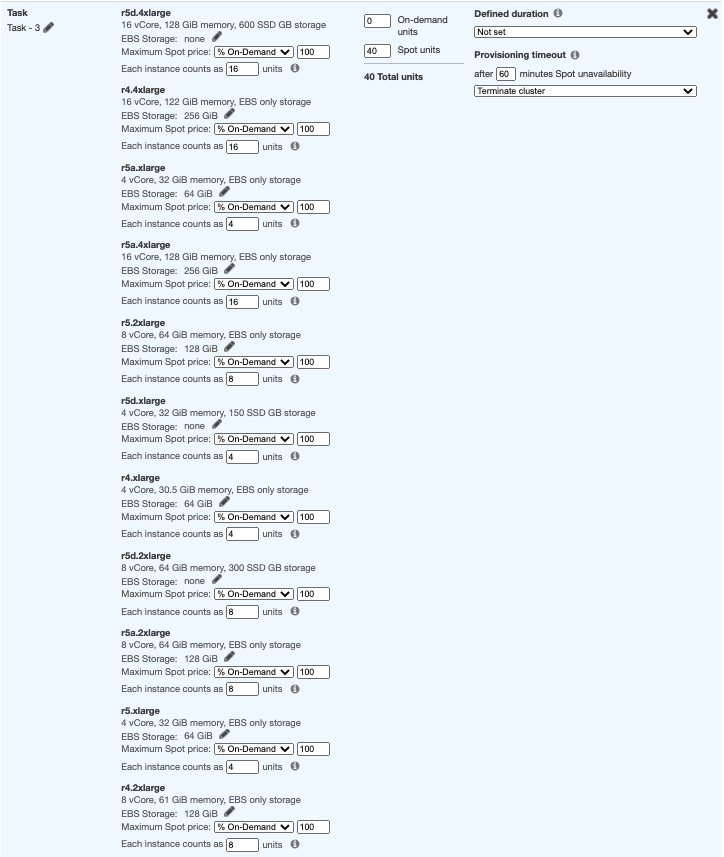 Task
Task - 3
r5d.4xlarge
16 vCore, 128 GiB memory, 600 SSD GB storage
EBS Storage: none
Maximum Spot price: % On-Demand 100
Each instance counts as 16 units
r4.4xlarge
16 vCore, 122 GiB memory, EBS only storage
EBS Storage: 256 GiB
Maximum Spot price: % On-Demand 100
Each instance counts as 16 units
r5a.xlarge
4 vCore, 32 GiB memory, EBS only storage
EBS Storage: 64 GiB
Maximum Spot price: % On-Demand 100
Each instance counts as 4 units
r5a.4xlarge
16 vCore, 128 GiB memory, EBS only storage
EBS Storage: 256 GiB
Maximum Spot price: % On-Demand 100
Each instance counts as 16 units
r5.2xlarge
8 vCore, 64 GiB memory, EBS only storage
EBS Storage: 128 GiB
Maximum Spot price: % On-Demand 100
Each instance counts as 8 units
r5d.xlarge
4 vCore, 32 GiB memory, 150 SSD GB storage
EBS Storage: none
Maximum Spot price: % On-Demand 100
Each instance counts as 4 units
r4.xlarge
4 vCore, 30.5 GiB memory, EBS only storage
EBS Storage: 64 GiB
Maximum Spot price: % On-Demand 100
Each instance counts as 4 units
r5d.2xlarge
8 vCore, 64 GiB memory, 300 SSD GB storage
EBS Storage: none
Maximum Spot price: % On-Demand 100
Each instance counts as 8 units
r5a.2xlarge
8 vCore, 64 GiB memory, EBS only storage
EBS Storage: 128 GiB
Maximum Spot price: % On-Demand 100
Each instance counts as 8 units
r5.xlarge
4 vCore, 32 GiB memory, EBS only storage
EBS Storage: 64 GiB
Maximum Spot price: % On-Demand 100
Each instance counts as 4 units
r4.2xlarge
8 vCore, 61 GiB memory, EBS only storage
EBS Storage: 128 GiB
Maximum Spot price: % On-Demand 100
Each instance counts as 8 units
0 On-demand
units
40 Spot units
40 Total units
Defined duration
Not set
Provisioning timeout
after 60 minutes Spot unavailability
Terminate cluster